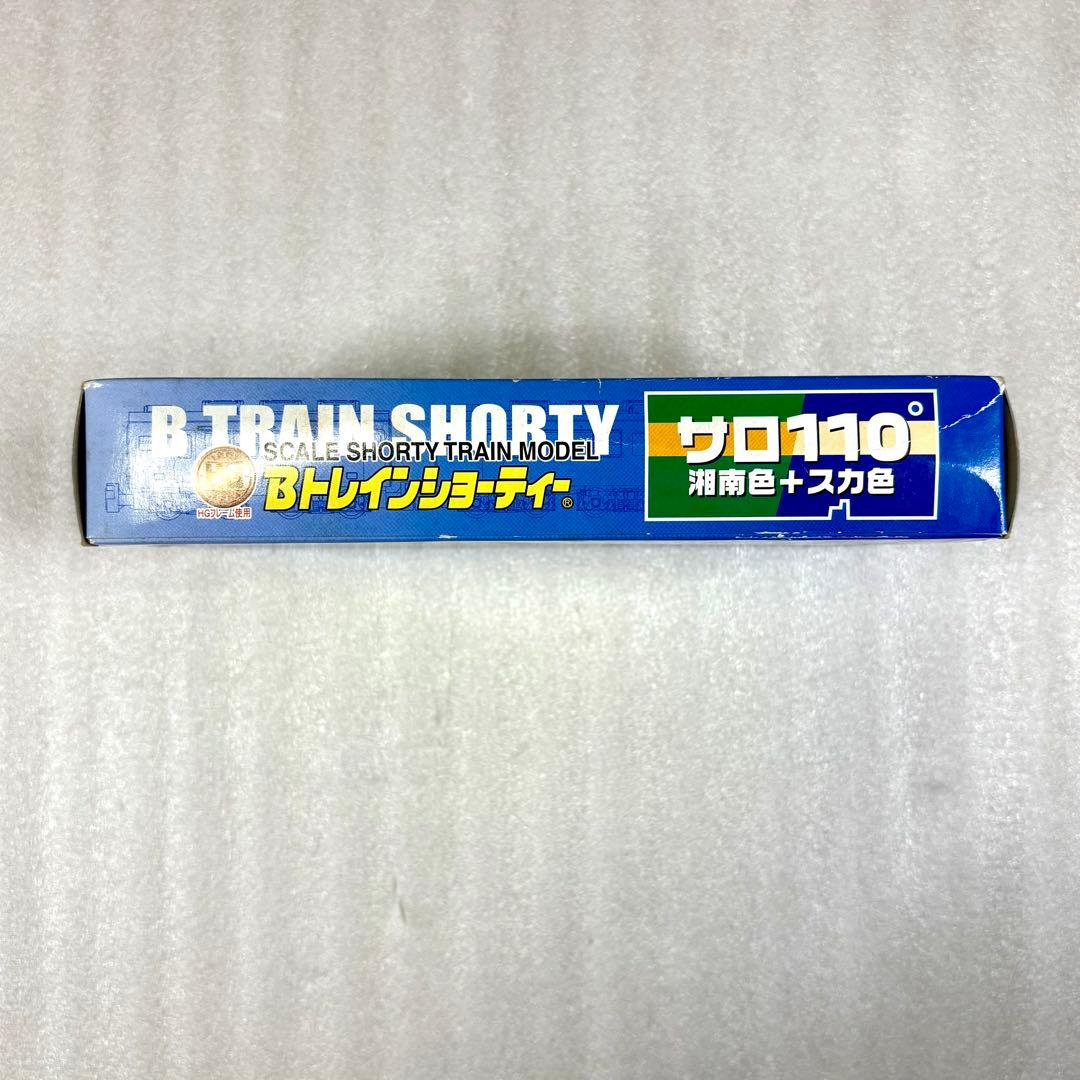 B TRAIN SHORTY
SCALE SHORTY TRAIN MODEL
Bトレインショーティー®
HGフレーム使用
サロ110
湘南色+スカ色